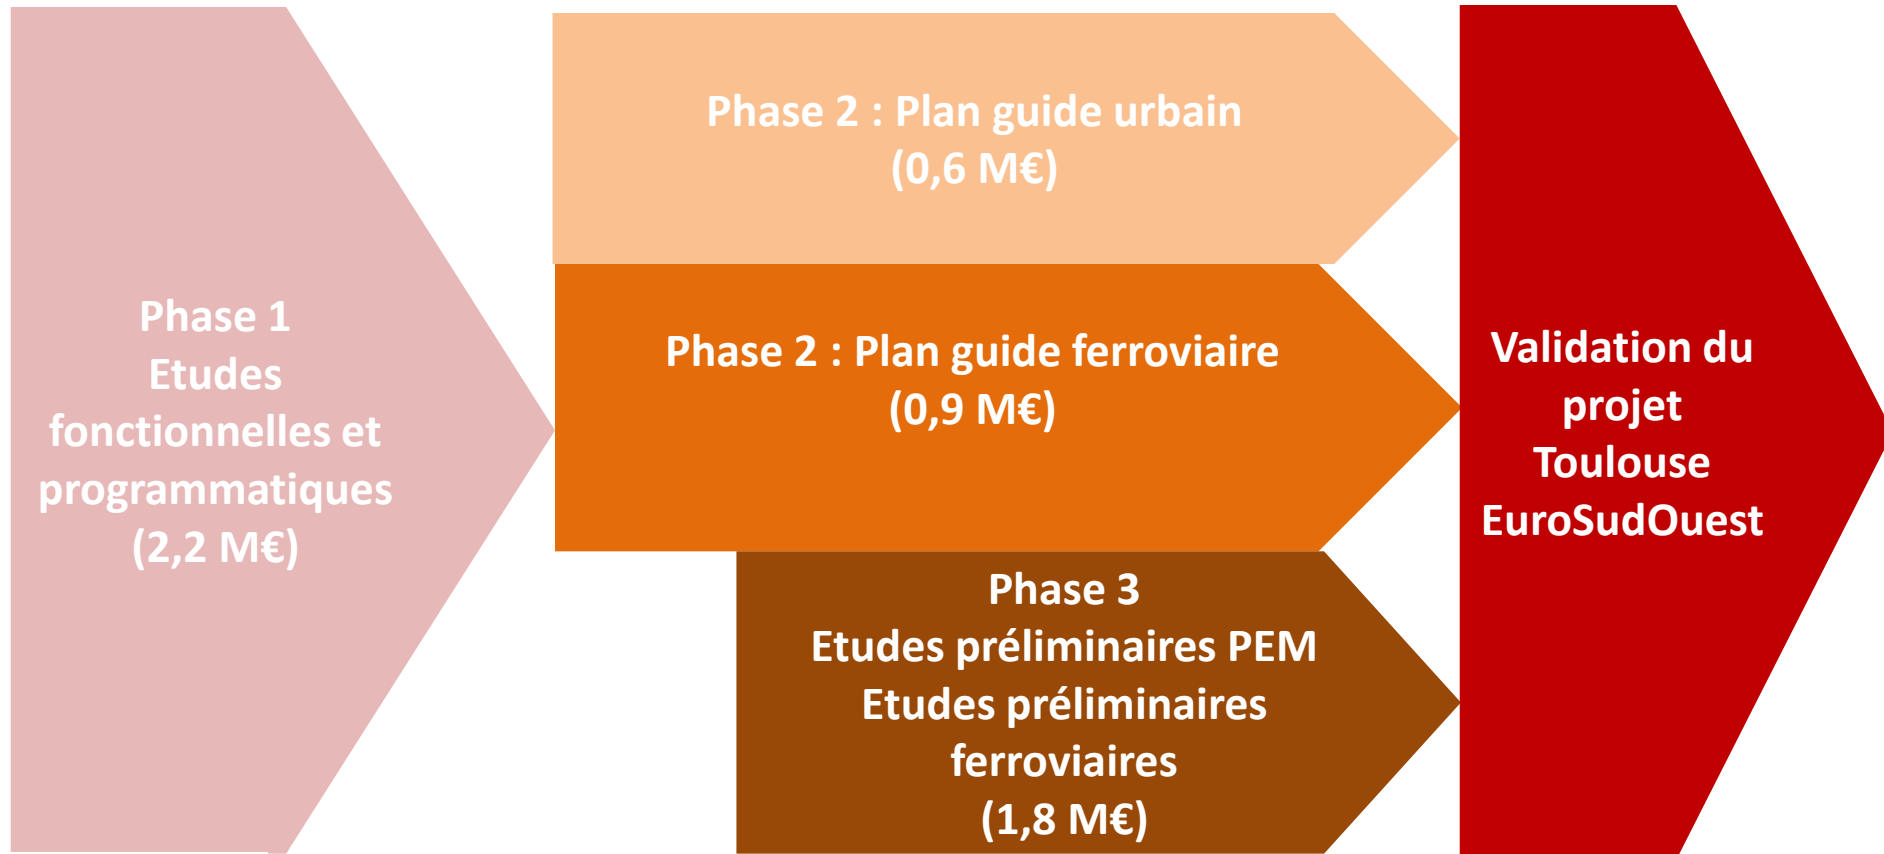 Phase 1
Etudes
fonctionnelles et
programmatiques
(2,2 M€)
Phase 2 : Plan guide urbain
(0,6 M€)
Phase 2 : Plan guide ferroviaire
(0,9 M€)
Phase 3
Etudes préliminaires PEM
Etudes préliminaires
ferroviaires
(1,8 M€)
Validation du
projet
Toulouse
EuroSudOuest